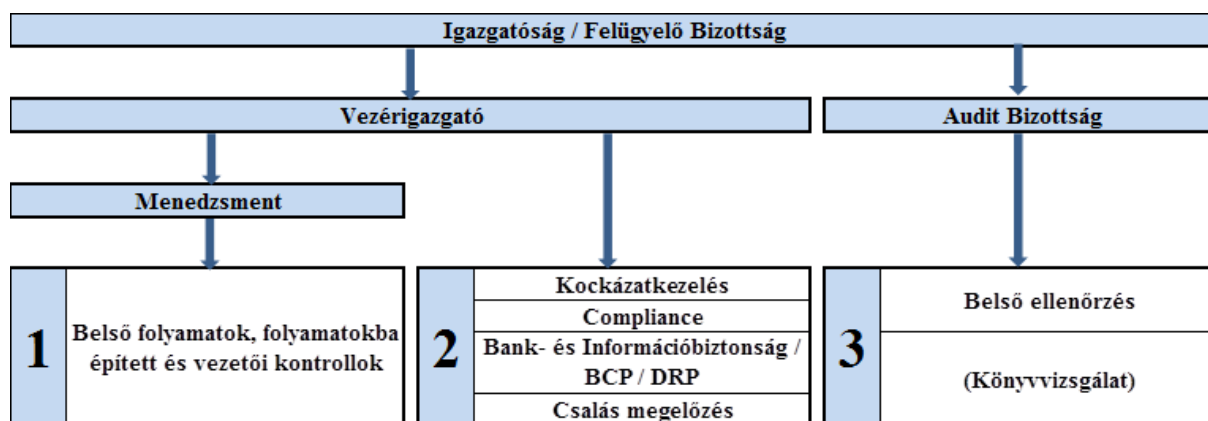 Igazgatóság / Felügyelő Bizottság
Vezérigazgató
Audit Bizottság
Menedzsment
1
Belső folyamatok, folyamatokba
épített és vezetői kontrollok
2
Kockázatkezelés
Compliance
Bank- és Információbiztonság /
BCP / DRP
Csalás megelőzés
3
Belső ellenőrzés
(Könyvvizsgálat)